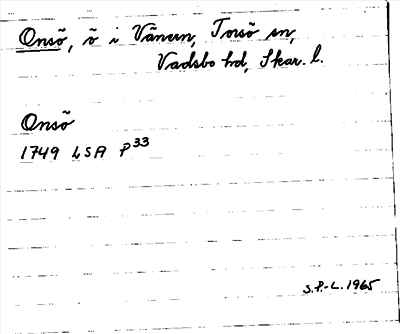 Onsö, ö i Vänern, Torsö sn,
Vadsbo hd, Skar. l.
Onsö
1749 LSA P33
S.P.-L. 1965